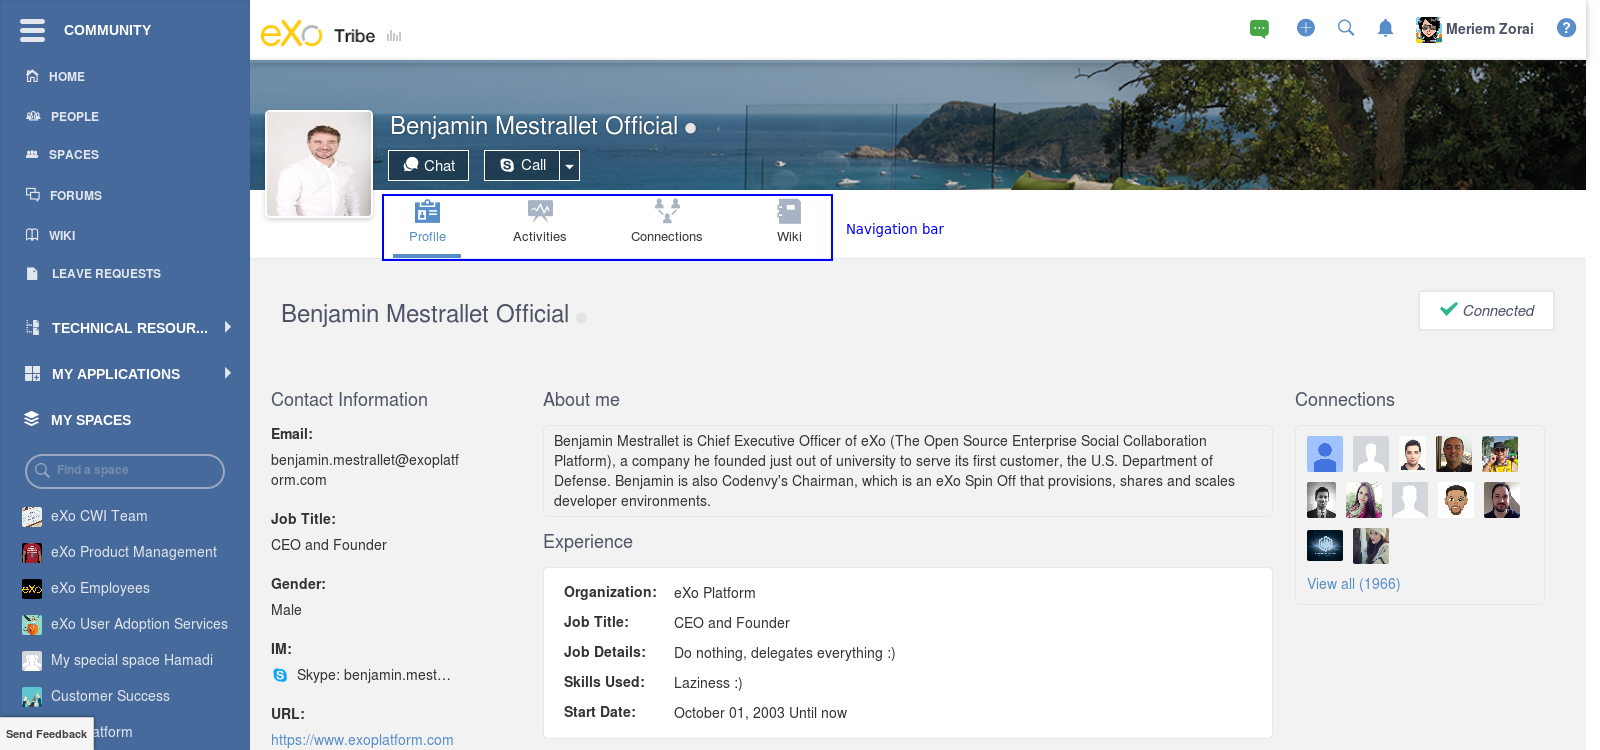 COMMUNITY
HOME
PEOPLE
SPACES
FORUMS
WIKI
LEAVE REQUESTS
TECHNICAL RESOUR...
MY APPLICATIONS
MY SPACES
Find a space
eXo CWI Team
eXo Product Management
eXo Employees
eXo User Adoption Services
My special space Hamadi
Customer Success
atform
Send Feedback
eXo Tribe
Meriem Zorai
?
Benjamin Mestrallet Official
Chat
Call
Profile
Activities
Connections
Wiki
Navigation bar
Benjamin Mestrallet Official
Connected
Contact Information
Email:
benjamin.mestrallet@exoplatf
orm.com
Job Title:
CEO and Founder
Gender:
Male
IM:
Skype: benjamin.mest...
URL:
https://www.exoplatform.com
About me
Benjamin Mestrallet is Chief Executive Officer of eXo (The Open Source Enterprise Social Collaboration
Platform), a company he founded just out of university to serve its first customer, the U.S. Department of
Defense. Benjamin is also Codenvy's Chairman, which is an eXo Spin Off that provisions, shares and scales
developer environments.
Experience
Organization: eXo Platform
Job Title: CEO and Founder
Job Details: Do nothing, delegates everything :)
Skills Used: Laziness :)
Start Date: October 01, 2003 Until now
Connections
View all (1966)